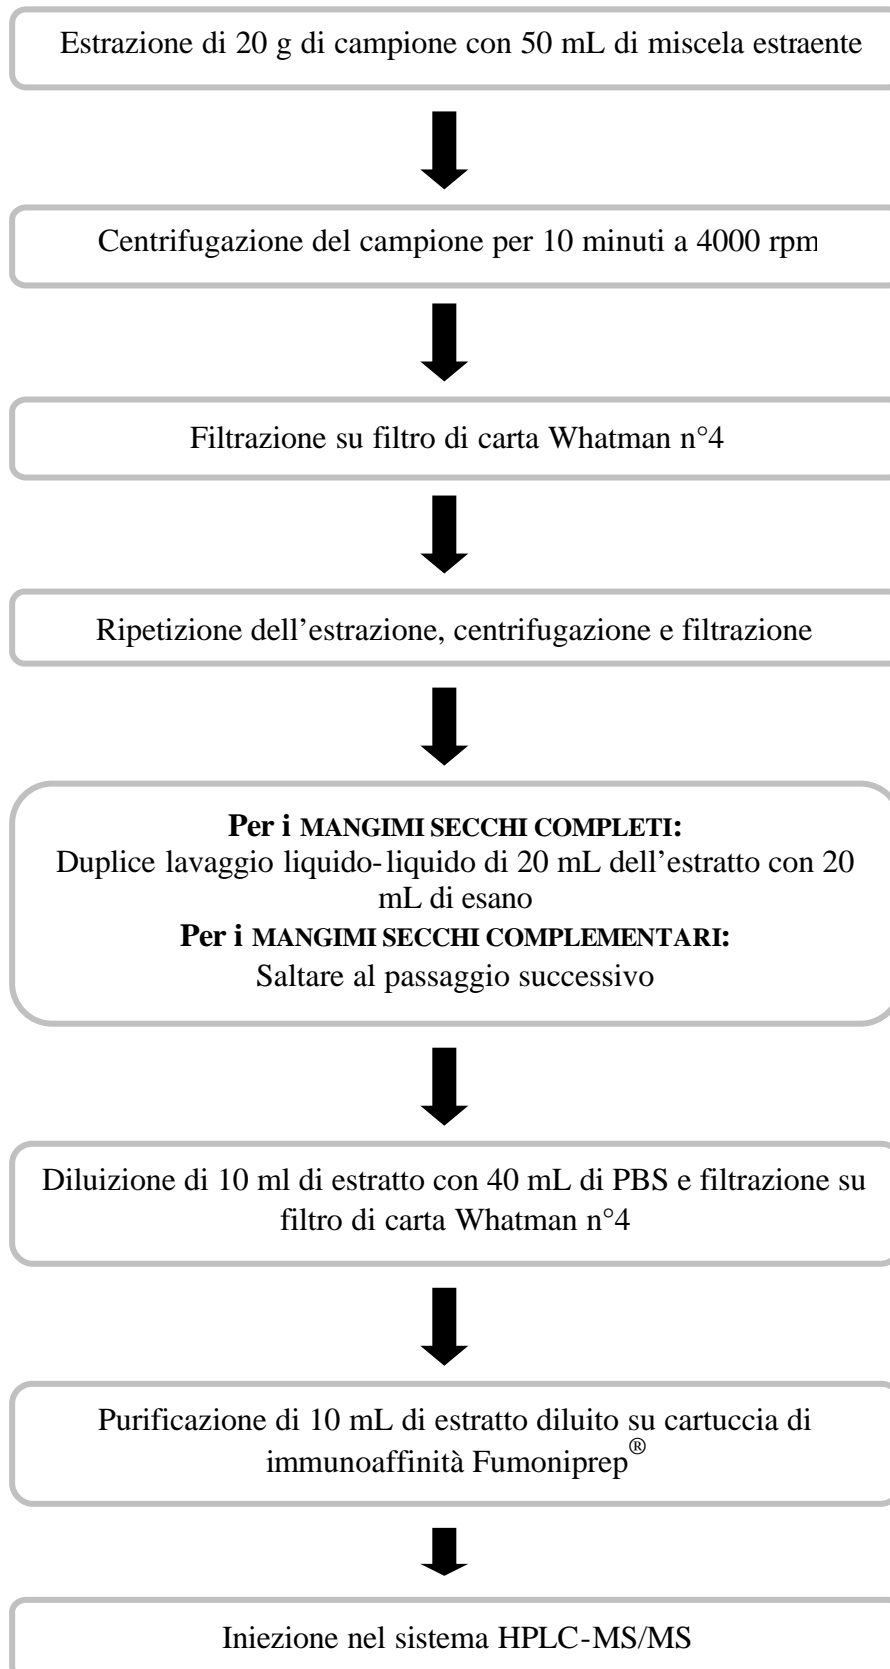 Estrazione di 20 g di campione con 50 mL di miscela estraente
Centrifugazione del campione per 10 minuti a 4000 rpm
Filtrazione su filtro di carta Whatman n°4
Ripetizione dell’estrazione, centrifugazione e filtrazione
Per i MANGIMI SECCHI COMPLETI:
Duplice lavaggio liquido-liquido di 20 mL dell’estratto con 20
mL di esano
Per i MANGIMI SECCHI COMPLEMENTARI:
Saltare al passaggio successivo
Diluizione di 10 ml di estratto con 40 mL di PBS e filtrazione su
filtro di carta Whatman n°4
Purificazione di 10 mL di estratto diluito su cartuccia di
immunoaffinità Fumoniprep®
Iniezione nel sistema HPLC-MS/MS